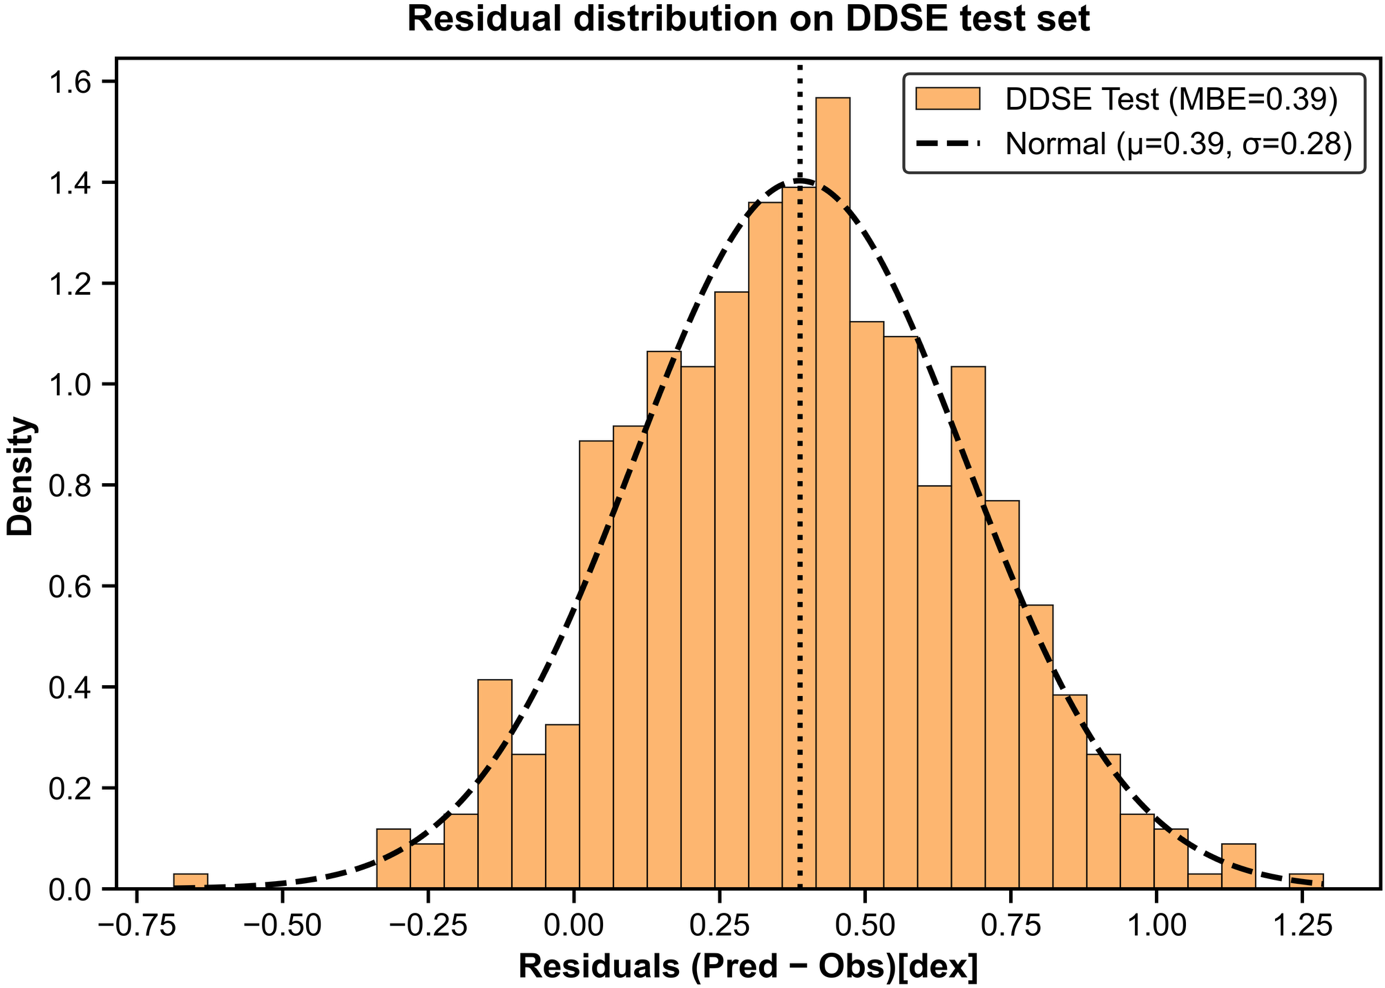 Residual distribution on DDSE test set
DDSE Test (MBE=0.39)
Normal (μ=0.39, σ=0.28)
1.6
1.4
1.2
1.0
0.8
0.6
0.4
0.2
0.0
Density
−0.75 −0.50 −0.25 0.00 0.25 0.50 0.75 1.00 1.25
Residuals (Pred − Obs)[dex]